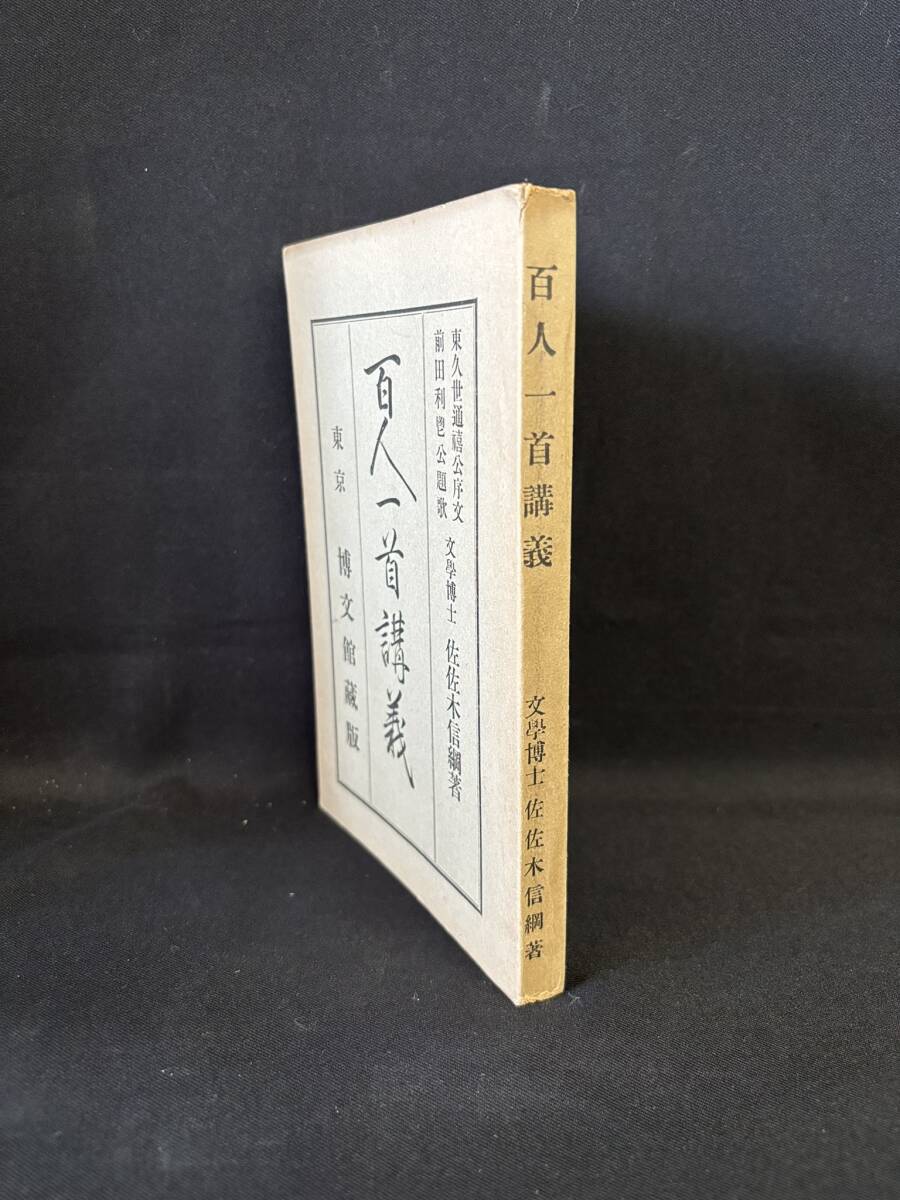 東久世通禧公序文
前田利鬯公題歌
文學博士 佐佐木信綱著
百人一首講義
東京 博文館藏版
百人一首講義
文學博士 佐佐木信綱著